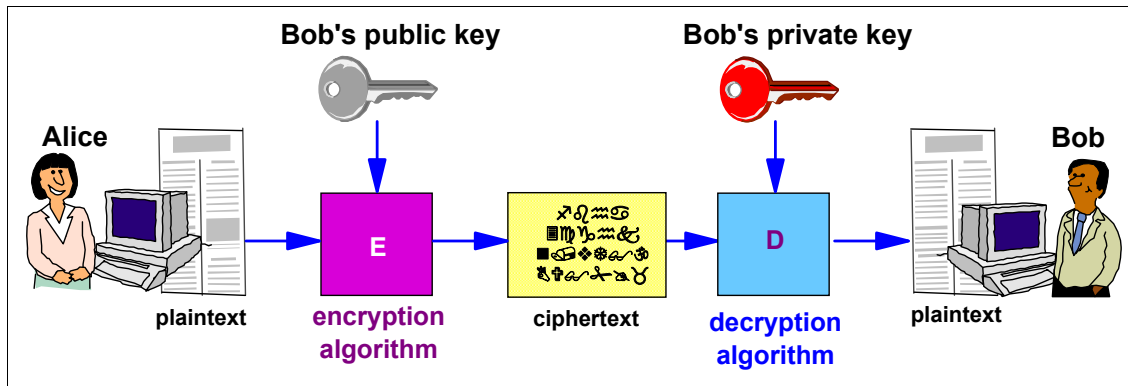 Bob's public key
Bob's private key
Alice
Bob
E
D
plaintext
encryption
algorithm
ciphertext
decryption
algorithm
plaintext